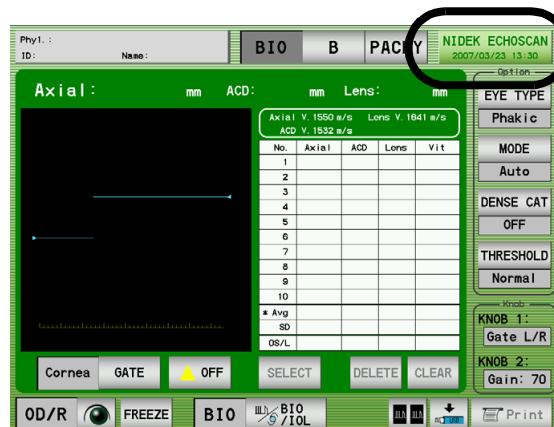 Phy1. :
ID: Name:
BIO B PACHY
NIDEK ECHOSCAN
2007/03/23 13:30
Axial: mm ACD: mm Lens: mm
Axial V.1550 m/s Lens V.1641 m/s
ACD V.1532 m/s
No. Axial ACD Lens Vit
1
2
3
4
5
6
7
8
9
10
* Avg
SD
OS/L
Option
EYE TYPE
Phakic
MODE
Auto
DENSE CAT
OFF
THRESHOLD
Normal
Knob
KNOB 1:
Gate L/R
KNOB 2:
Gain: 70
Cornea GATE OFF SELECT DELETE CLEAR
OD/R FREEZE BIO BIO/IOL USB Print